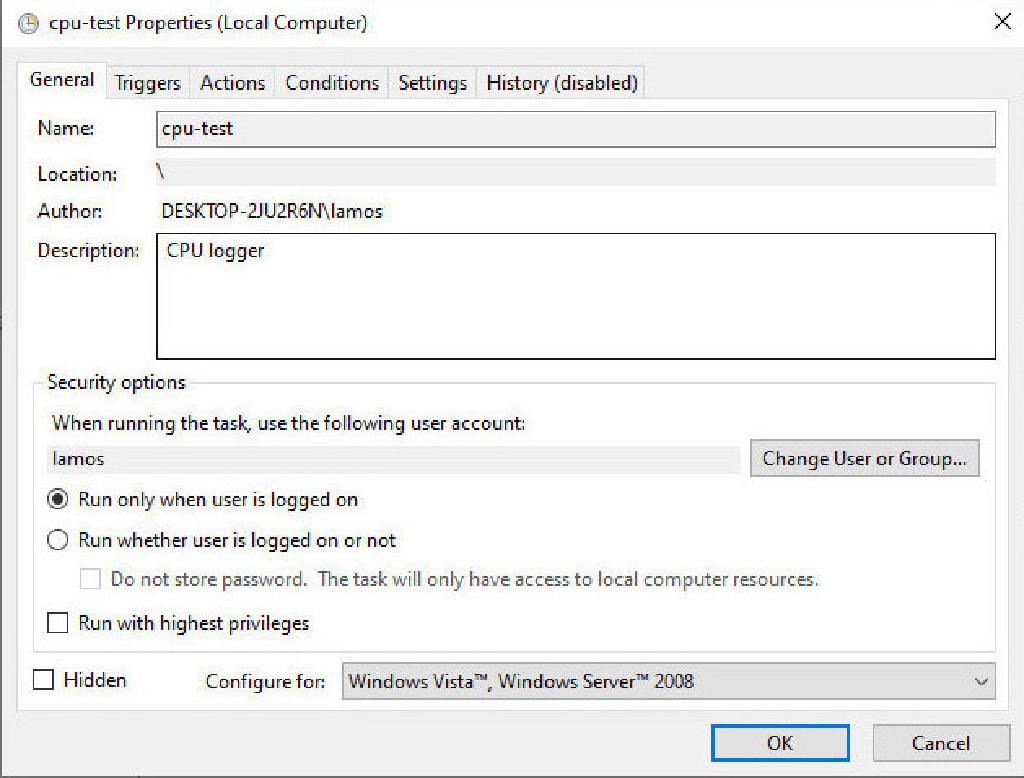 cpu-test Properties (Local Computer)
General Triggers Actions Conditions Settings History (disabled)
Name: cpu-test
Location: \
Author: DESKTOP-2JU2R6N\lamos
Description: CPU logger
Security options
When running the task, use the following user account:
lamos Change User or Group...
Run only when user is logged on
Run whether user is logged on or not
Do not store password. The task will only have access to local computer resources.
Run with highest privileges
Hidden Configure for: Windows Vista™, Windows Server™ 2008
OK Cancel